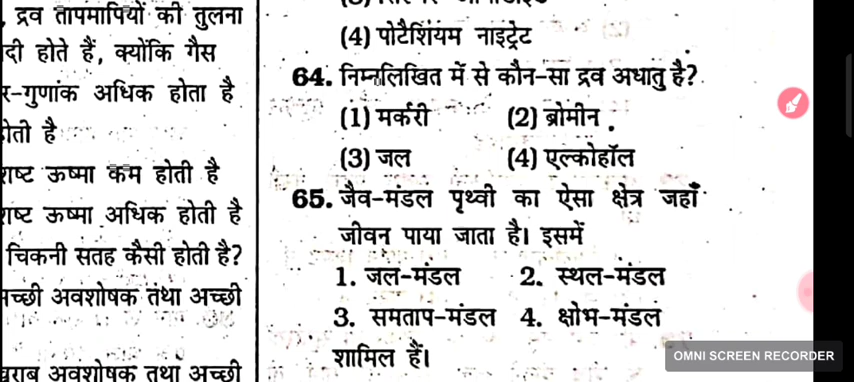 , द्रव तापमापियों की तुलना
दी होते हैं, क्योंकि गैस
र-गुणांक अधिक होता है
होती है
ऊष्मा कम होती है
ऊष्मा अधिक होती है
चिकनी सतह कैसी होती है?
अवशोषक तथा अच्छी
अवशोषक तथा अच्छी
(4) पोटैशियम नाइट्रेट
64. निम्नलिखित में से कौन-सा द्रव अधातु है?
(1) मर्करी (2) ब्रोमीन .
(3) जल (4) एल्कोहॉल
65. जैव-मंडल पृथ्वी का ऐसा क्षेत्र जहाँ
जीवन पाया जाता है। इसमें
1. जल-मंडल 2. स्थल-मंडल
3. समताप-मंडल 4. क्षोभ-मंडल
शामिल हैं।
OMNI SCREEN RECORDER